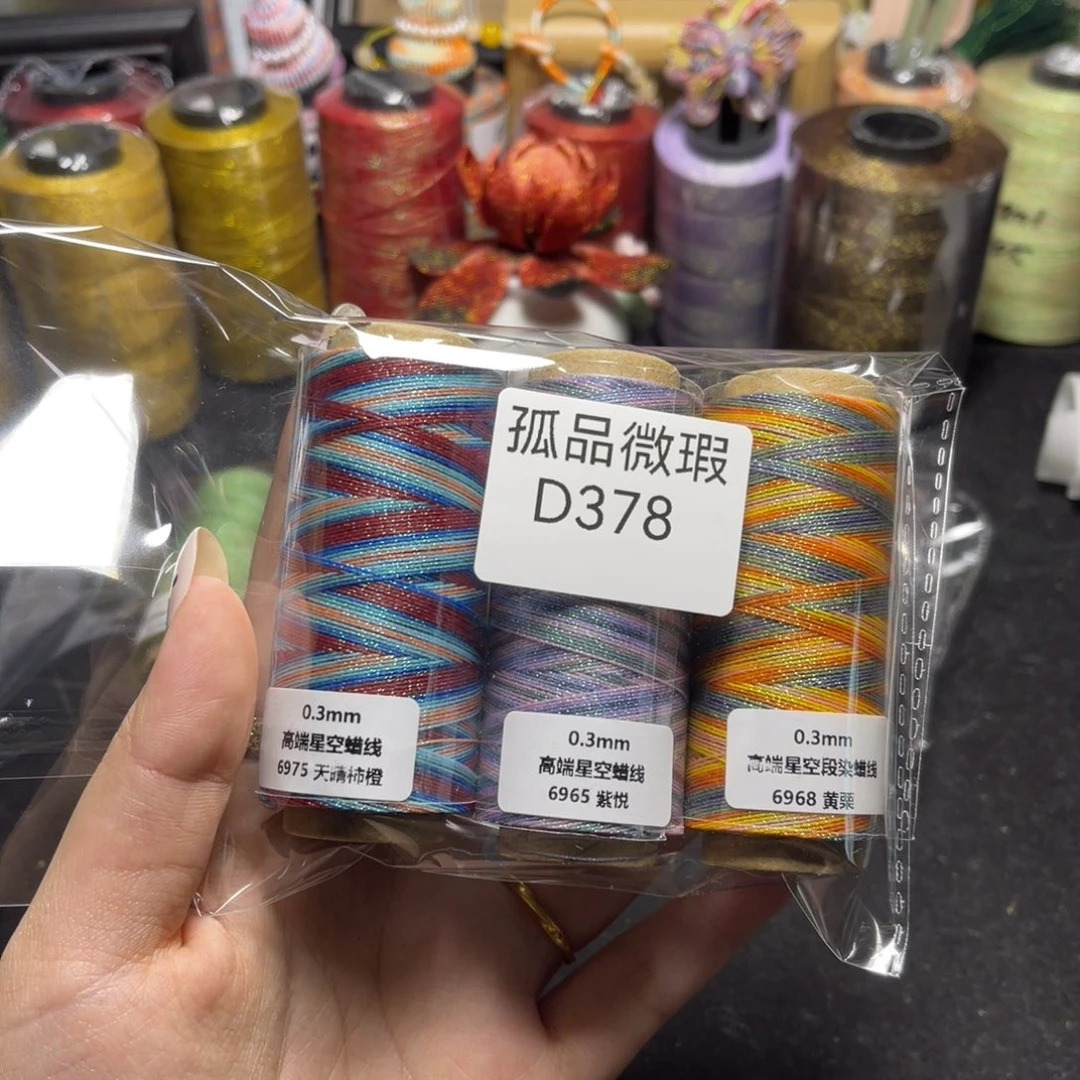 孤品微瑕
D378
0.3mm
高端星空蜡线
6975 天晴柿橙
0.3mm
高端星空蜡线
6965 紫悦
0.3mm
高端星空段染蜡线
6968 黄栗